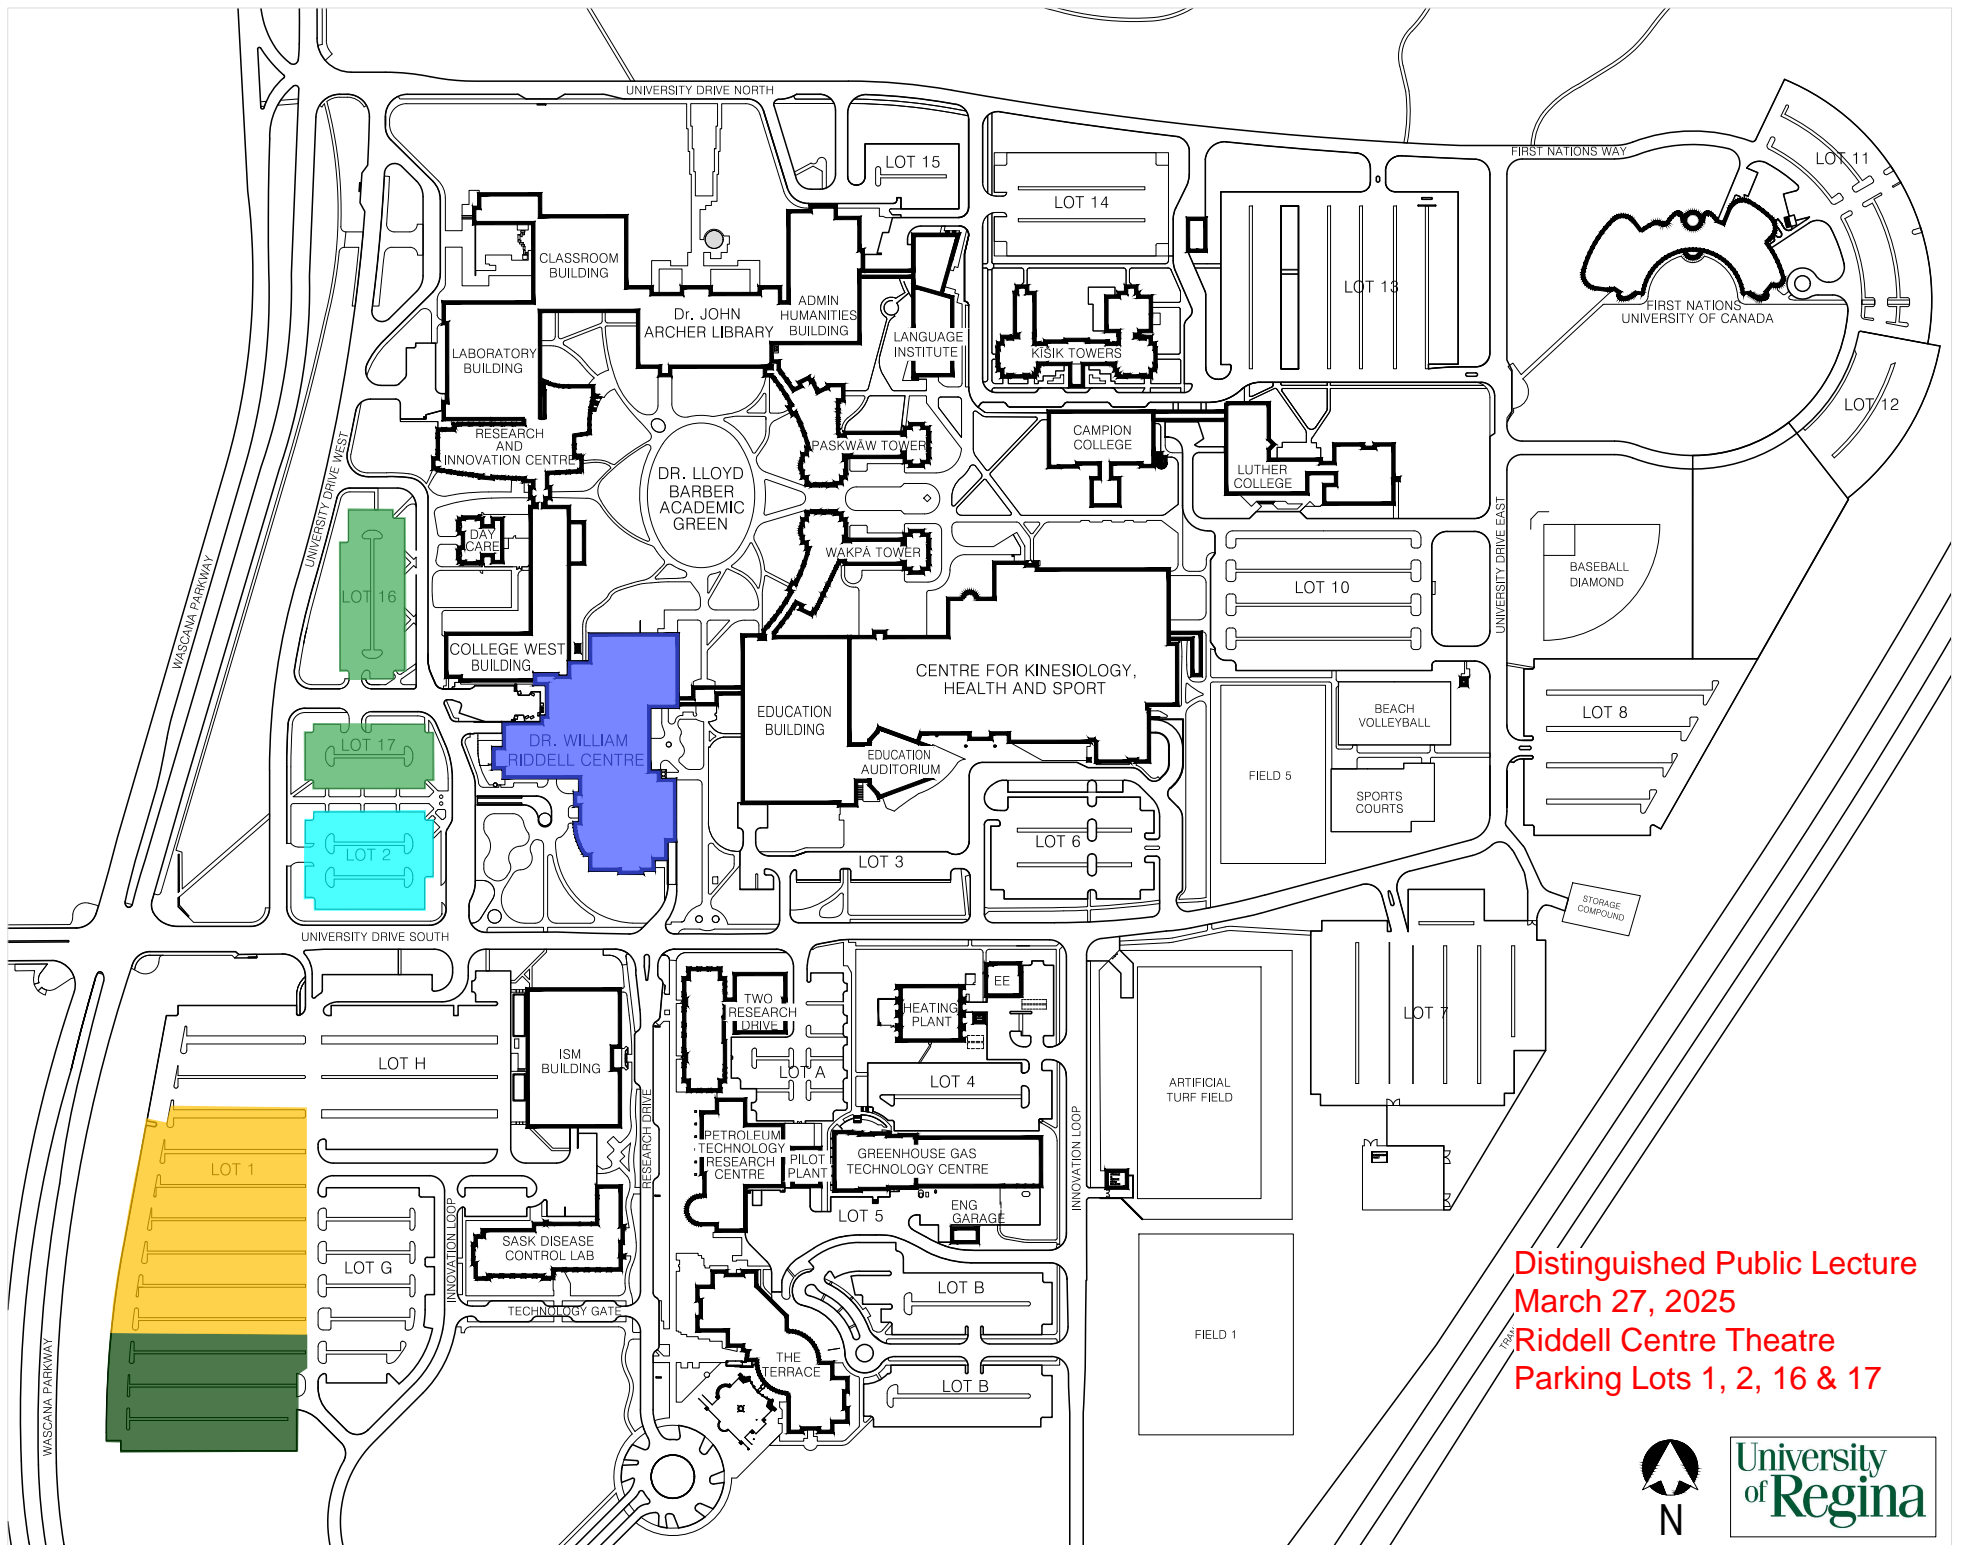 UNIVERSITY DRIVE NORTH
FIRST NATIONS WAY
LOT 11
LOT 15
LOT 14
CLASSROOM
BUILDING
LOT 13
ADMIN
HUMANITIES
BUILDING
Dr. JOHN
ARCHER LIBRARY
FIRST NATIONS
UNIVERSITY OF CANADA
LANGUAGE
INSTITUTE
KĪSIK TOWERS
LABORATORY
BUILDING
LOT 12
RESEARCH
AND
INNOVATION CENTRE
PASKWĀW TOWER
CAMPION
COLLEGE
LUTHER
COLLEGE
DR. LLOYD
BARBER
ACADEMIC
GREEN
UNIVERSITY DRIVE WEST
UNIVERSITY DRIVE EAST
DAY
CARE
WAKPĀ TOWER
BASEBALL
DIAMOND
WASCANA PARKWAY
LOT 16
LOT 10
COLLEGE WEST
BUILDING
CENTRE FOR KINESIOLOGY,
HEALTH AND SPORT
EDUCATION
BUILDING
BEACH
VOLLEYBALL
LOT 8
LOT 17
DR. WILLIAM
RIDDELL CENTRE
EDUCATION
AUDITORIUM
FIELD 5
SPORTS
COURTS
LOT 2
LOT 3
LOT 6
STORAGE
COMPOUND
UNIVERSITY DRIVE SOUTH
TWO
RESEARCH
DRIVE
EE
HEATING
PLANT
LOT 7
LOT H
ISM
BUILDING
LOT A
LOT 4
ARTIFICIAL
TURF FIELD
RESEARCH DRIVE
INNOVATION LOOP
PETROLEUM
TECHNOLOGY
RESEARCH
CENTRE
PILOT
PLANT
GREENHOUSE GAS
TECHNOLOGY CENTRE
LOT 1
LOT 5
ENG
GARAGE
INNOVATION LOOP
SASK DISEASE
CONTROL LAB
LOT G
LOT B
TECHNOLOGY GATE
FIELD 1
THE
TERRACE
LOT B
WASCANA PARKWAY
Distinguished Public Lecture
March 27, 2025
Riddell Centre Theatre
Parking Lots 1, 2, 16 & 17
N
University
of Regina